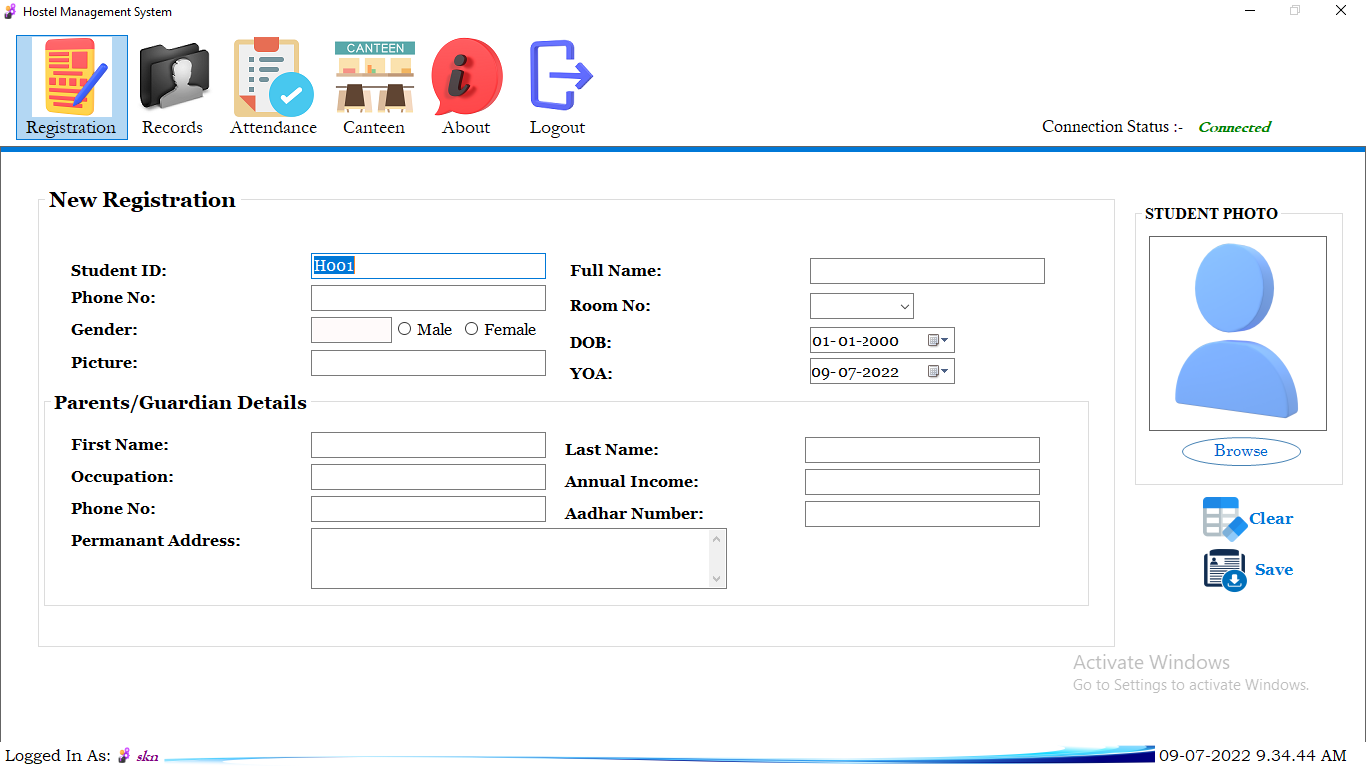 Hostel Management System
CANTEEN
Registration Records Attendance Canteen About Logout
Connection Status :- Connected
New Registration
STUDENT PHOTO
Student ID: H001 Full Name:
Phone No: Room No:
Gender: Male Female
DOB: 01-01-2000
Picture:
YOA: 09-07-2022
Parents/Guardian Details
First Name: Last Name:
Browse
Occupation: Annual Income:
Phone No: Aadhar Number:
Clear
Permanant Address:
Save
Activate Windows
Go to Settings to activate Windows.
Logged In As: skn 09-07-2022 9.34.44 AM